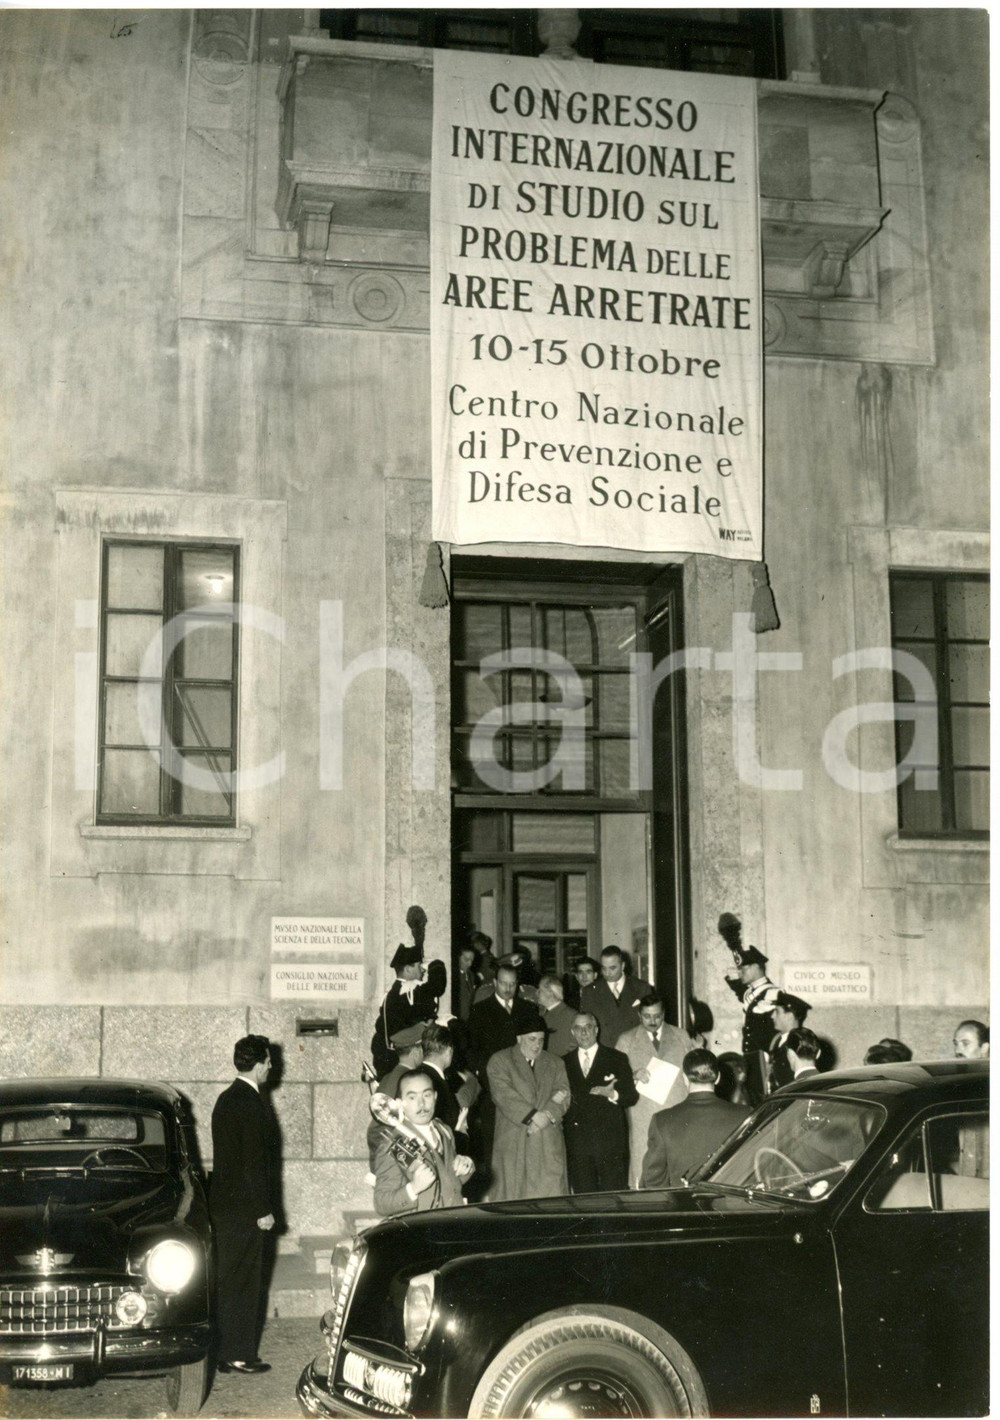 CONGRESSO
INTERNAZIONALE
DI STUDIO SUL
PROBLEMA DELLE
AREE ARRETRATE
10-15 Ottobre
Centro Nazionale
di Prevenzione e
Difesa Sociale
WAY
iCharta
MVSEO NAZIONALE DELLA
SCIENZA E DELLA TECNICA
CONSIGLIO NAZIONALE
DELLE RICERCHE
CIVICO MUSEO
NAVALE DIDATTICO
171358 MI